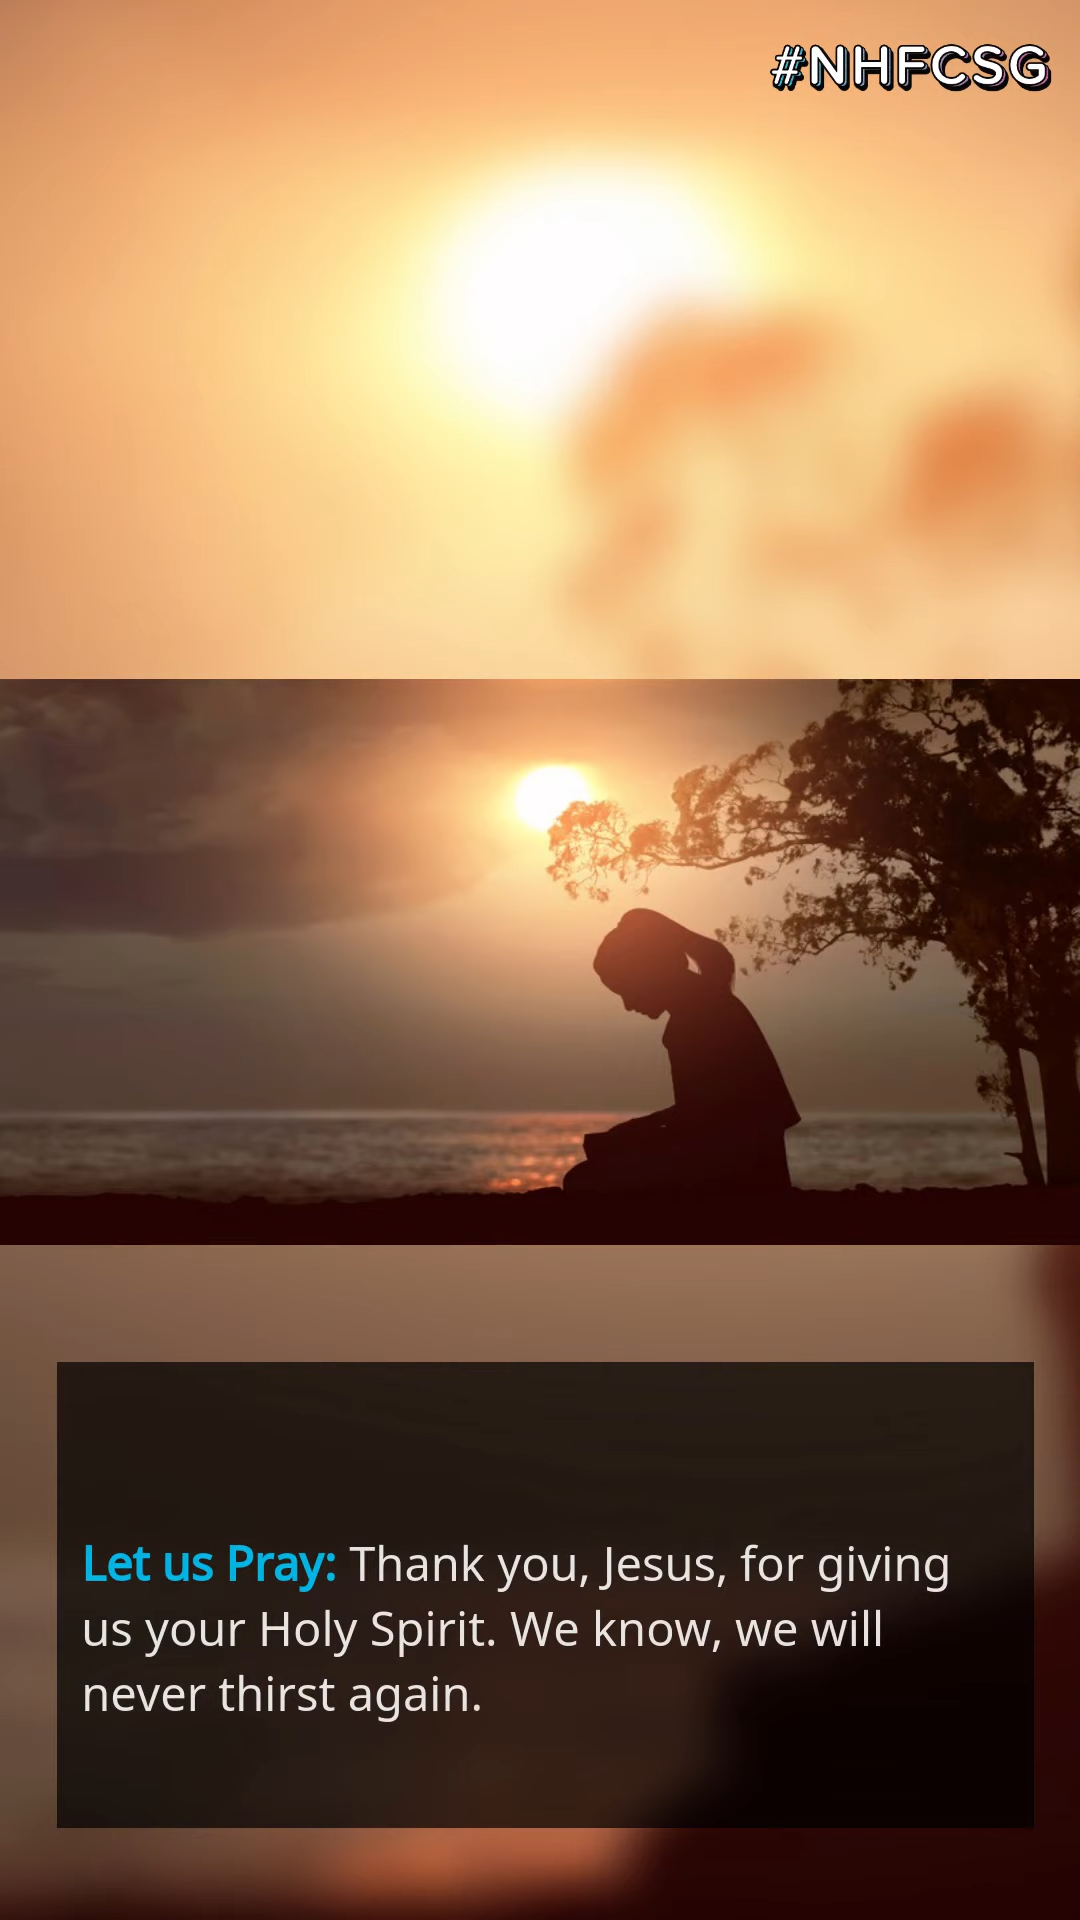 #NHFCSG
Let us Pray: Thank you, Jesus, for giving
us your Holy Spirit. We know, we will
never thirst again.